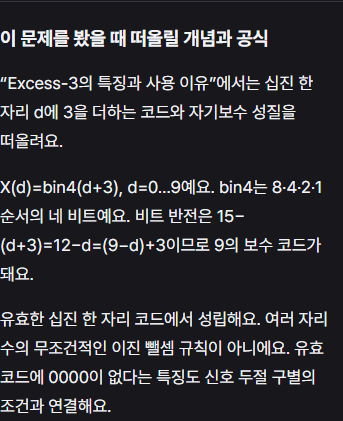 이 문제를 봤을 때 떠올릴 개념과 공식
“Excess-3의 특징과 사용 이유”에서는 십진 한
자리 d에 3을 더하는 코드와 자기보수 성질을
떠올려요.
X(d)=bin4(d+3), d=0…9예요. bin4는 8·4·2·1
순서의 네 비트예요. 비트 반전은 15−
(d+3)=12−d=(9−d)+3이므로 9의 보수 코드가
돼요.
유효한 십진 한 자리 코드에서 성립해요. 여러 자리
수의 무조건적인 이진 뺄셈 규칙이 아니에요. 유효
코드에 0000이 없다는 특징도 신호 두절 구별의
조건과 연결해요.